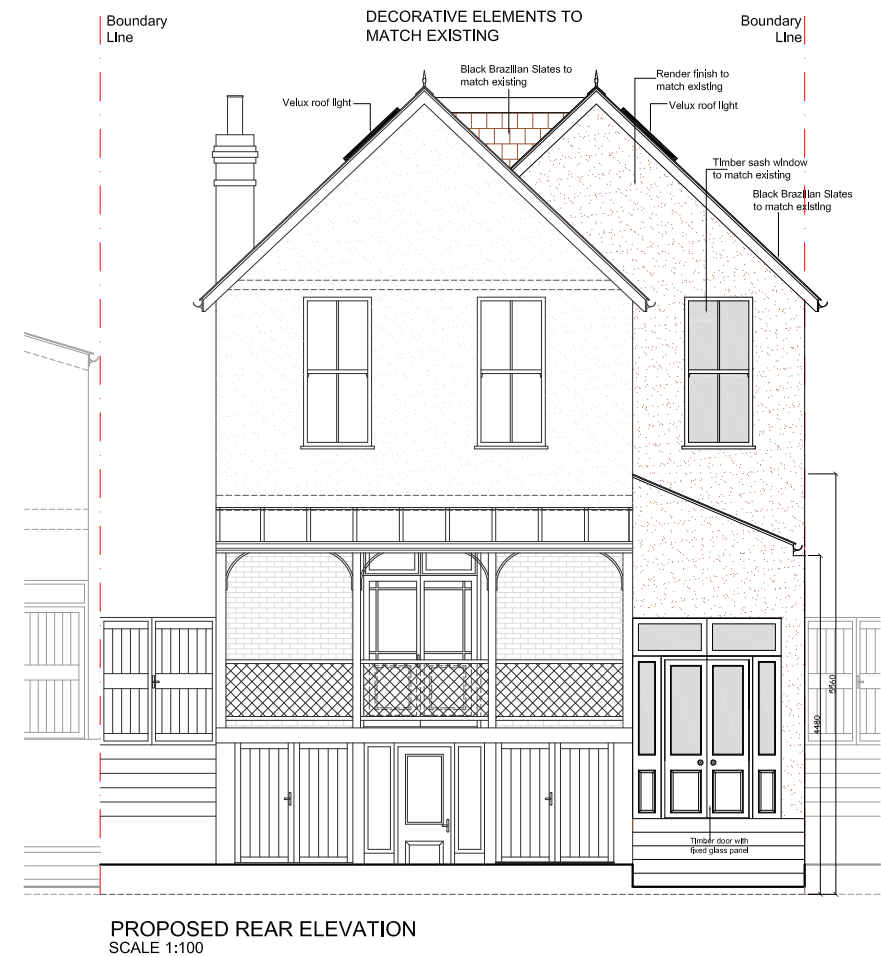 Boundary
Line
DECORATIVE ELEMENTS TO
MATCH EXISTING
Boundary
Line
Black Brazilian Slates to
match existing
Render finish to
match existing
Velux roof light
Velux roof light
Timber sash window
to match existing
Black Brazilian Slates
to match existing
5560
4480
Timber door with
fixed glass panel
PROPOSED REAR ELEVATION
SCALE 1:100